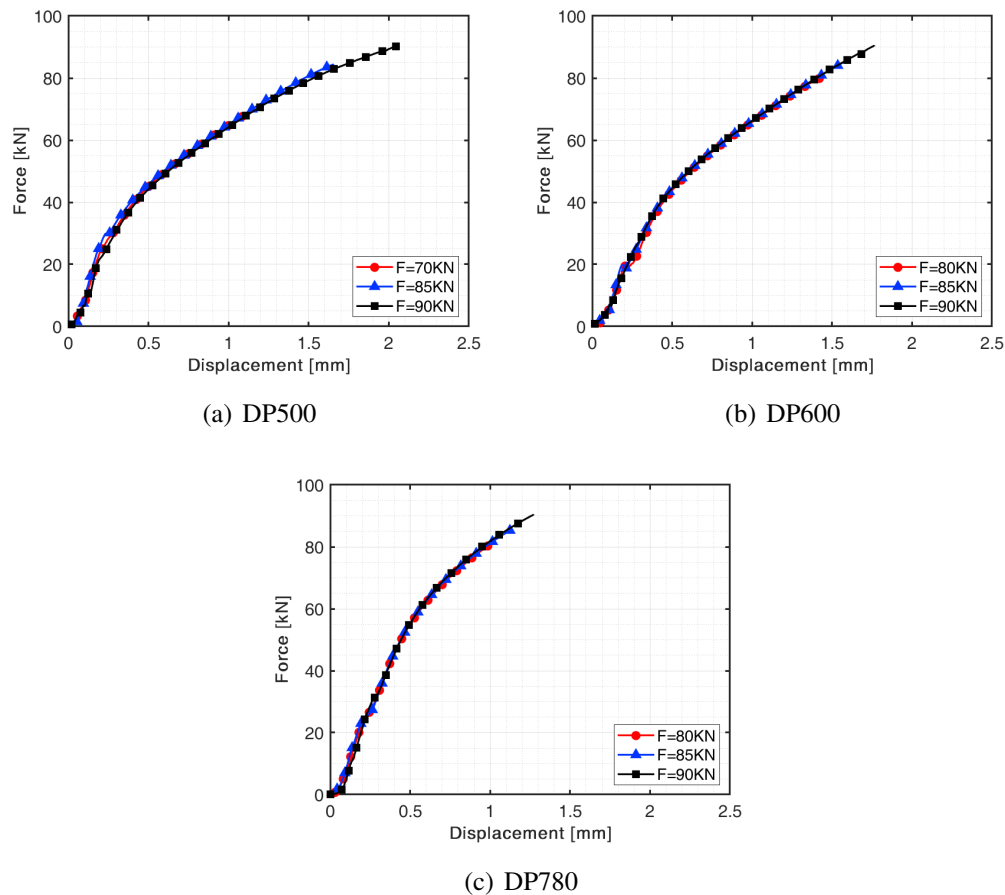 100
80
60
40
20
0
Force [kN]
F=70KN
F=85KN
F=90KN
0 0.5 1 1.5 2 2.5
Displacement [mm]
(a) DP500
100
80
60
40
20
0
Force [kN]
F=80KN
F=85KN
F=90KN
0 0.5 1 1.5 2 2.5
Displacement [mm]
(b) DP600
100
80
60
40
20
0
Force [kN]
F=80KN
F=85KN
F=90KN
0 0.5 1 1.5 2 2.5
Displacement [mm]
(c) DP780